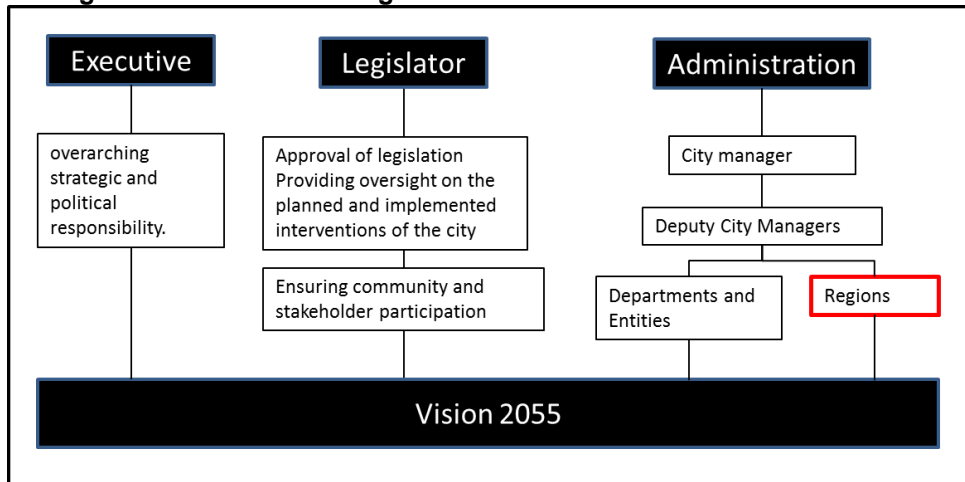 Executive
Legislator
Administration
overarching
strategic and
political
responsibility.
Approval of legislation
Providing oversight on the
planned and implemented
interventions of the city
Ensuring community and
stakeholder participation
City manager
Deputy City Managers
Departments and
Entities
Regions
Vision 2055